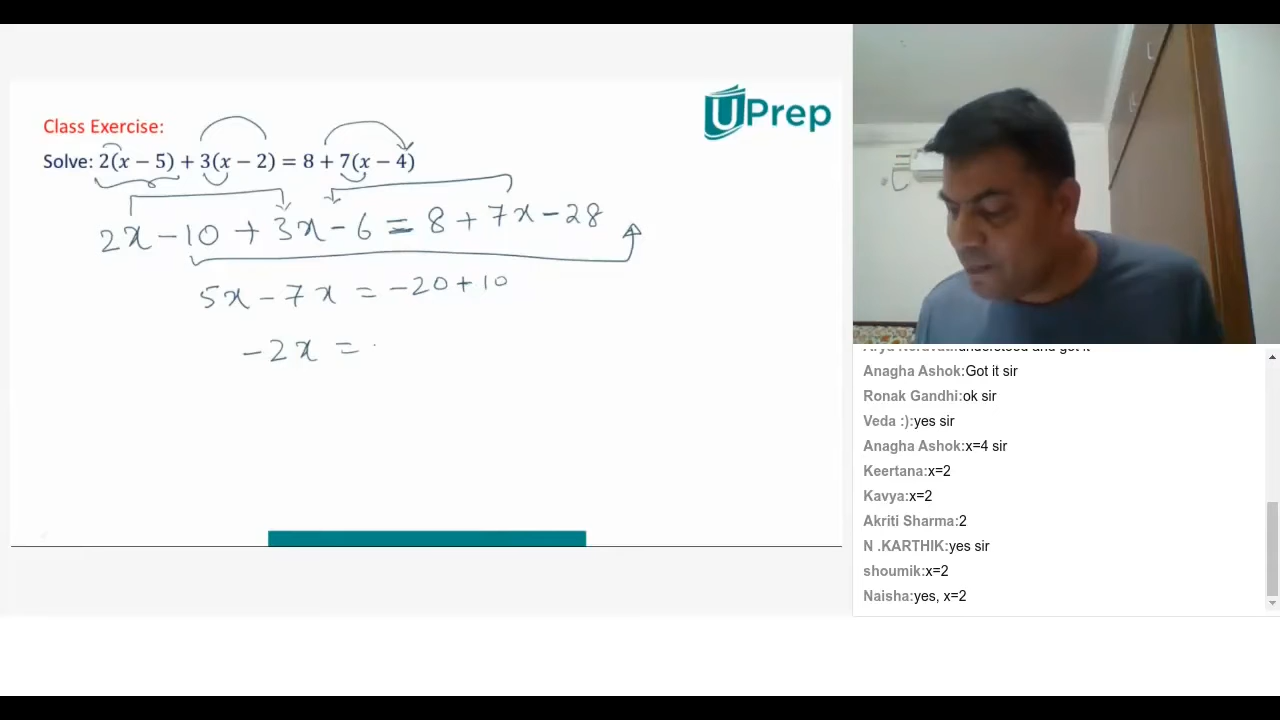 UPrep
Class Exercise:
Solve: 2(x − 5) + 3(x − 2) = 8 + 7(x − 4)
2x − 10 + 3x − 6 = 8 + 7x − 28
5x − 7x = −20 + 10
−2x =
understood and got it
Anagha Ashok:Got it sir
Ronak Gandhi:ok sir
Veda :):yes sir
Anagha Ashok:x=4 sir
Keertana:x=2
Kavya:x=2
Akriti Sharma:2
N .KARTHIK:yes sir
shoumik:x=2
Naisha:yes, x=2